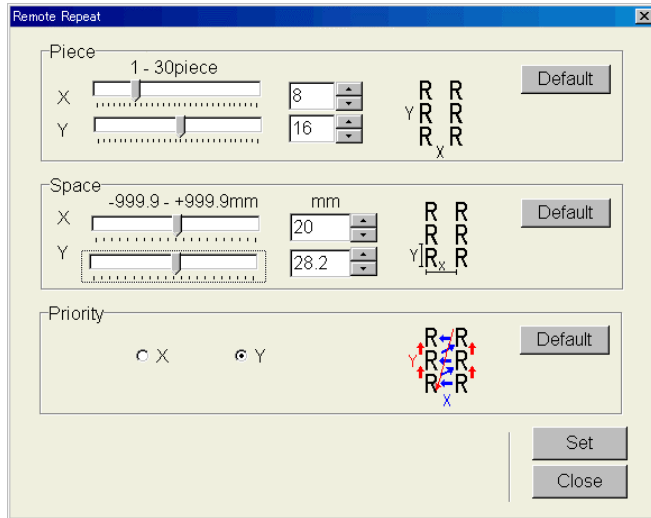 Remote Repeat
Piece
1 - 30piece
X
8
Y
16
R R
Y R R
R R
X
Default
Space
-999.9 - +999.9mm
mm
X
20
Y
28.2
R R
R R
Y R X R
Default
Priority
X
Y
R R
Y R R
R R
X
Default
Set
Close